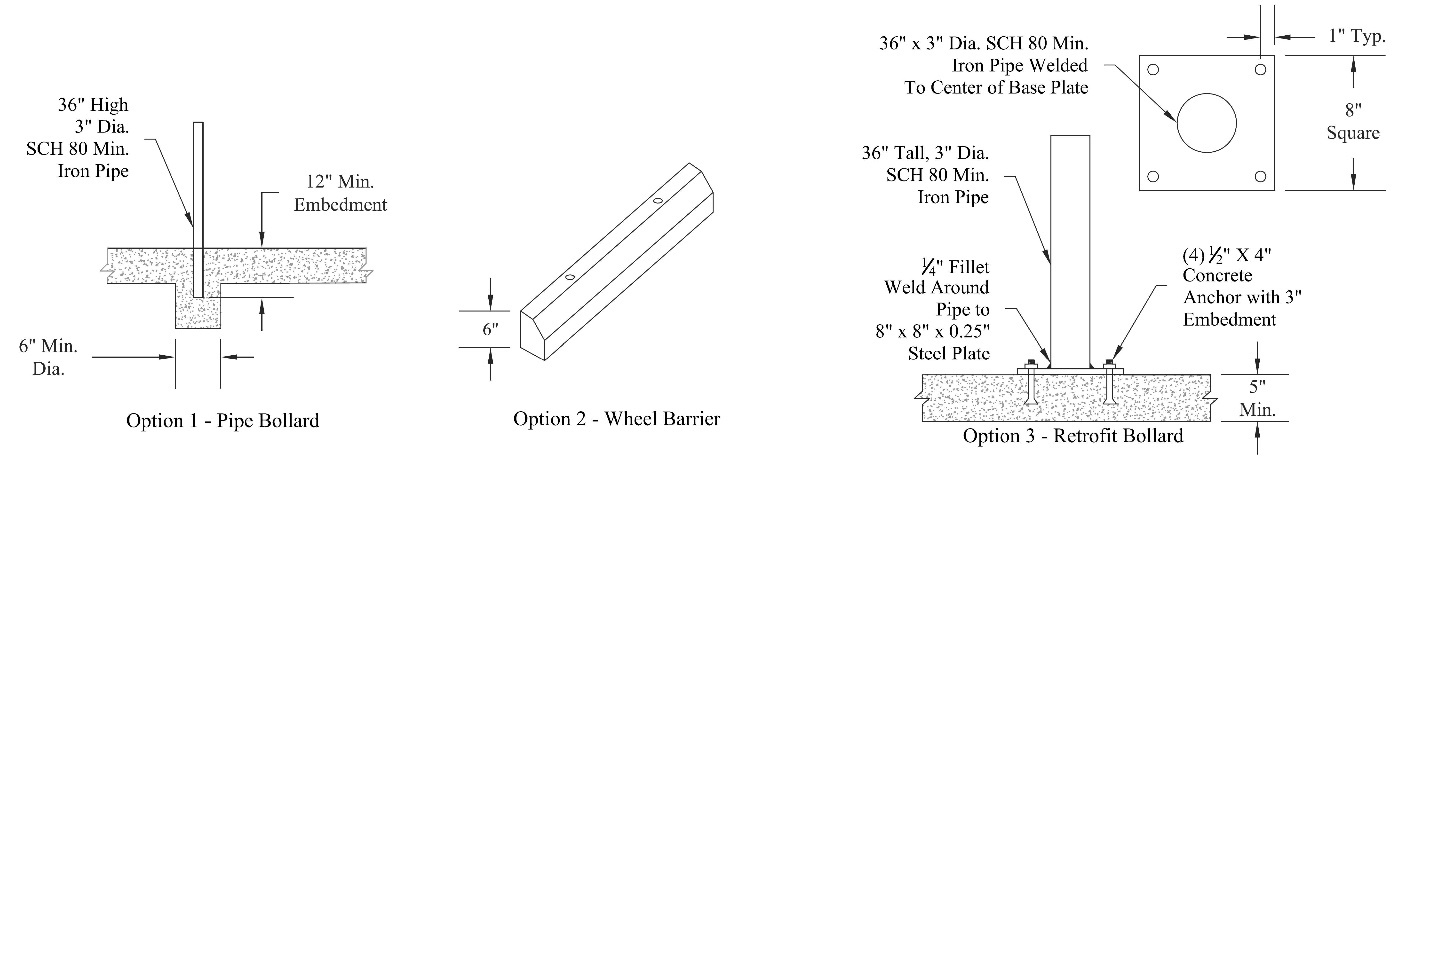 36" High
3" Dia.
SCH 80 Min.
Iron Pipe
12" Min.
Embedment
6" Min.
Dia.
Option 1 - Pipe Bollard
6"
Option 2 - Wheel Barrier
36" x 3" Dia. SCH 80 Min.
Iron Pipe Welded
To Center of Base Plate
1" Typ.
8"
Square
36" Tall, 3" Dia.
SCH 80 Min.
Iron Pipe
¼" Fillet
Weld Around
Pipe to
8" x 8" x 0.25"
Steel Plate
(4) ½" X 4"
Concrete
Anchor with 3"
Embedment
5"
Min.
Option 3 - Retrofit Bollard